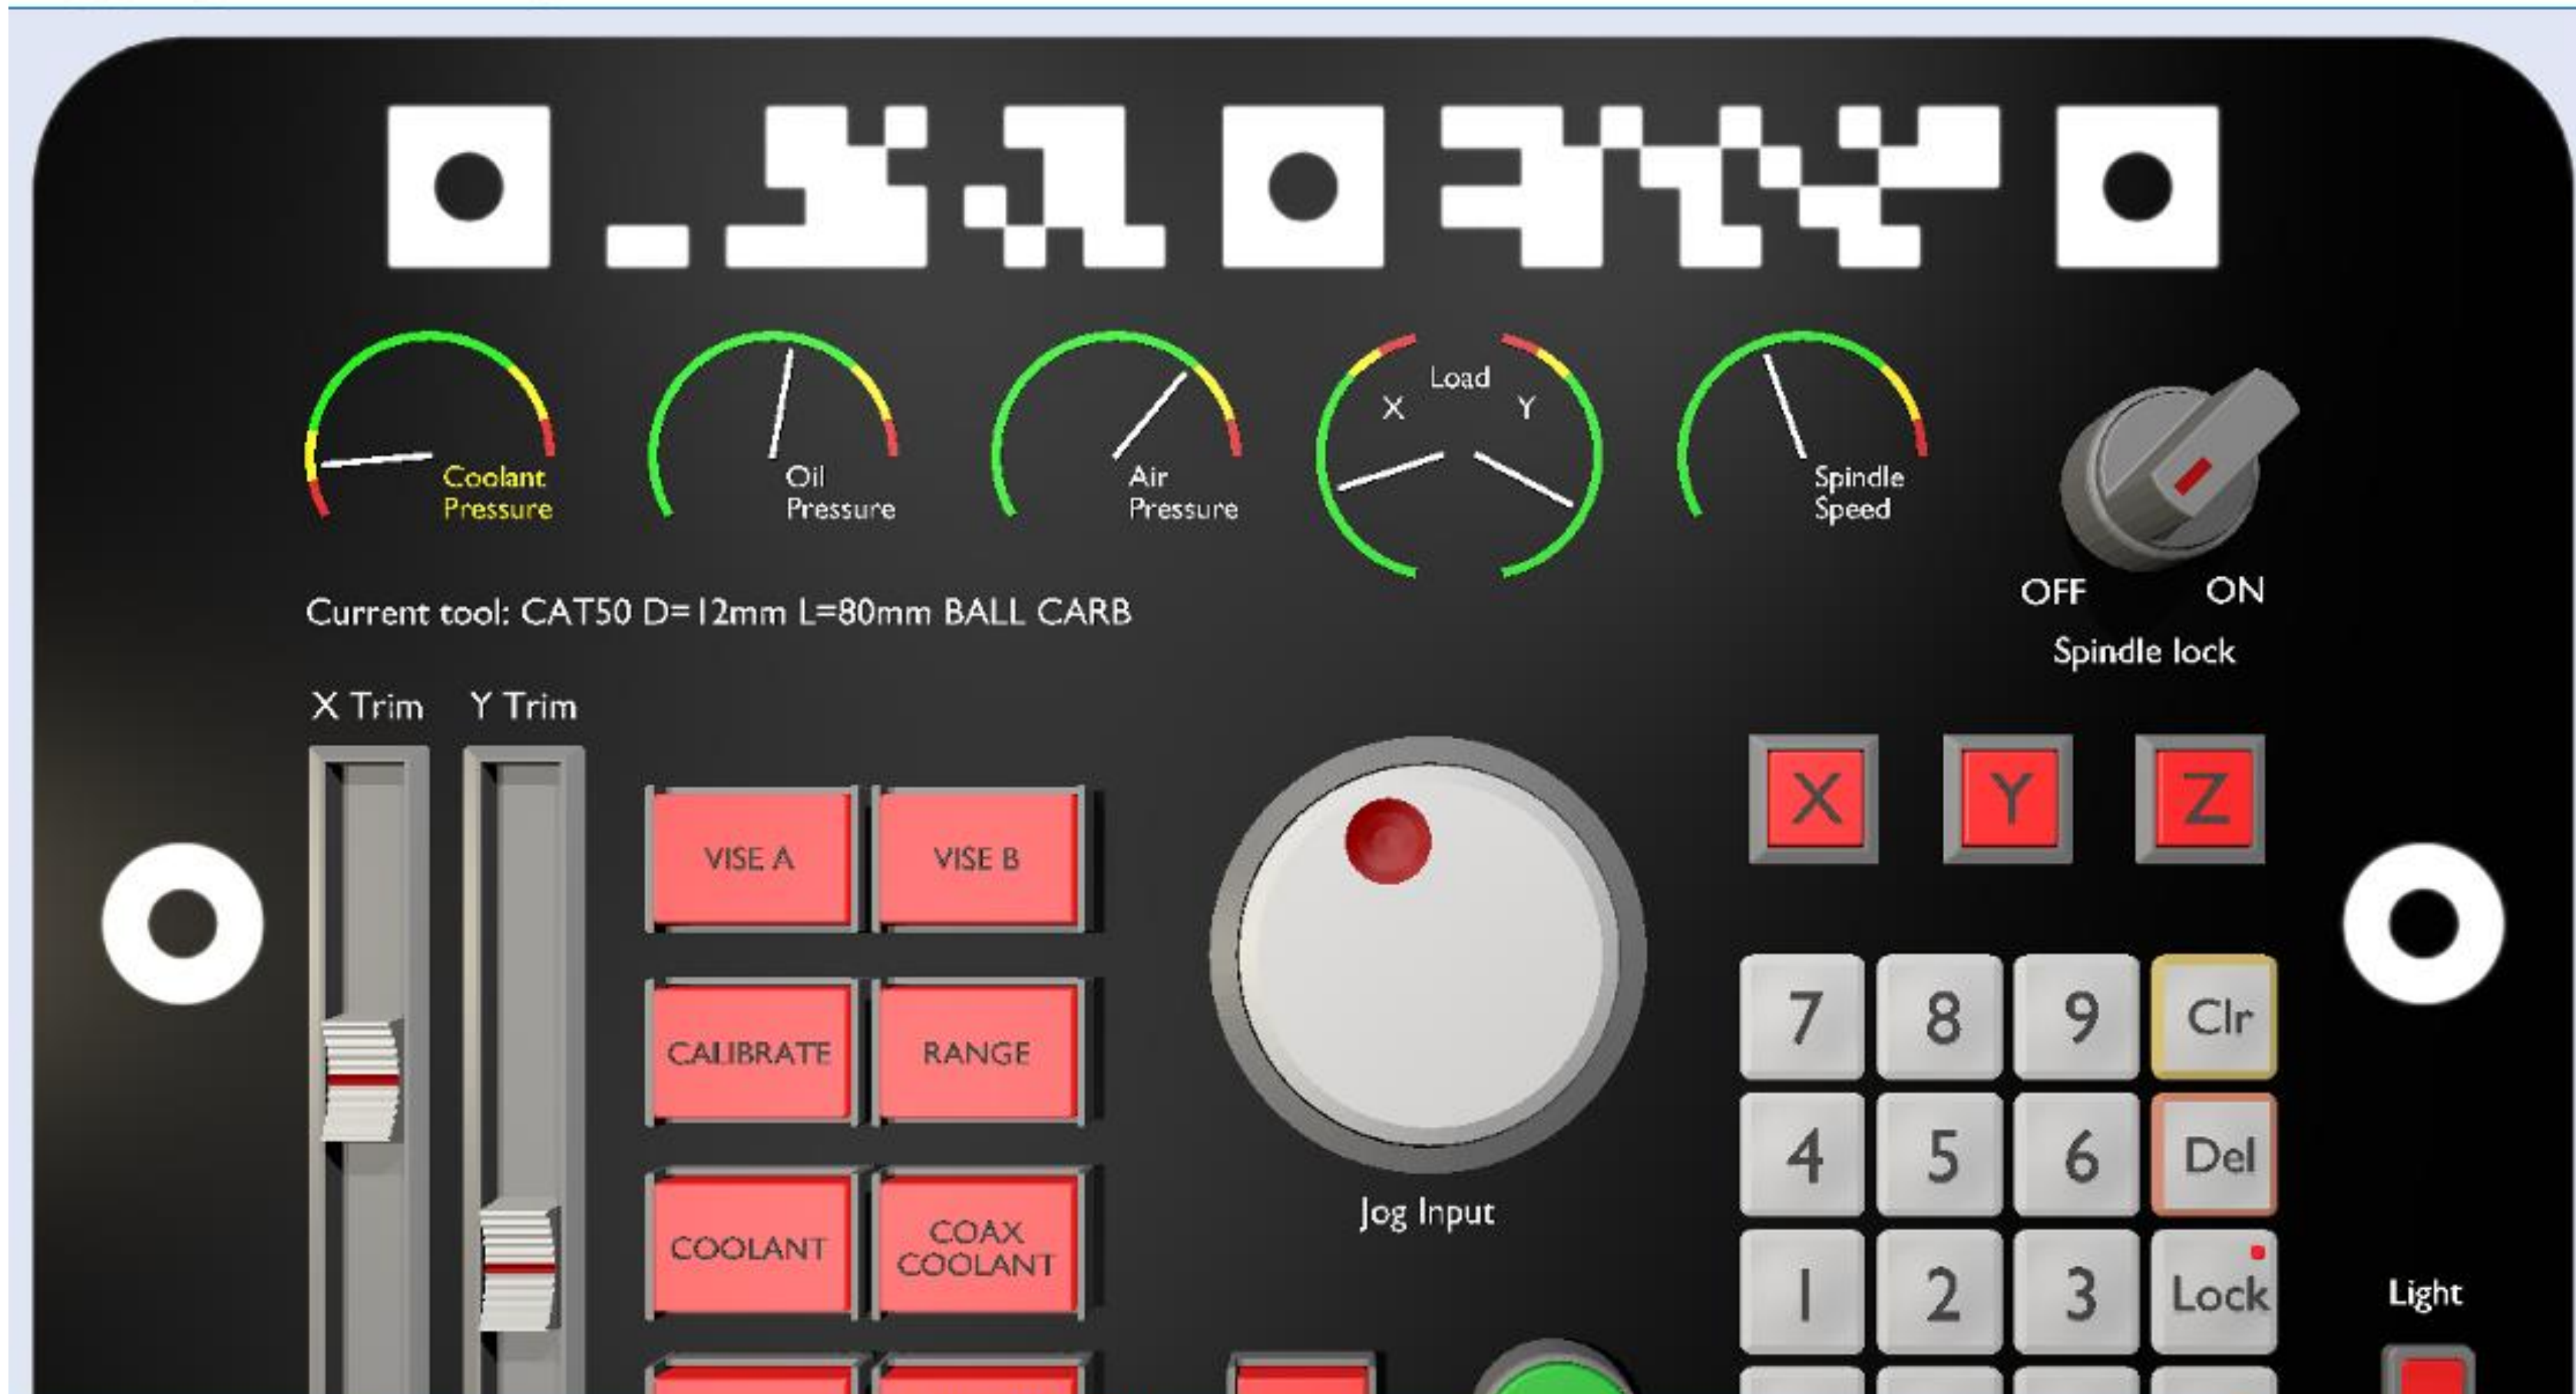 Load
X Y
Coolant
Pressure
Oil
Pressure
Air
Pressure
Spindle
Speed
OFF ON
Spindle lock
Current tool: CAT50 D=12mm L=80mm BALL CARB
X Trim Y Trim
X Y Z
VISE A VISE B
CALIBRATE RANGE
COOLANT
COAX
COOLANT
Jog Input
7 8 9 Clr
4 5 6 Del
1 2 3 Lock
Light